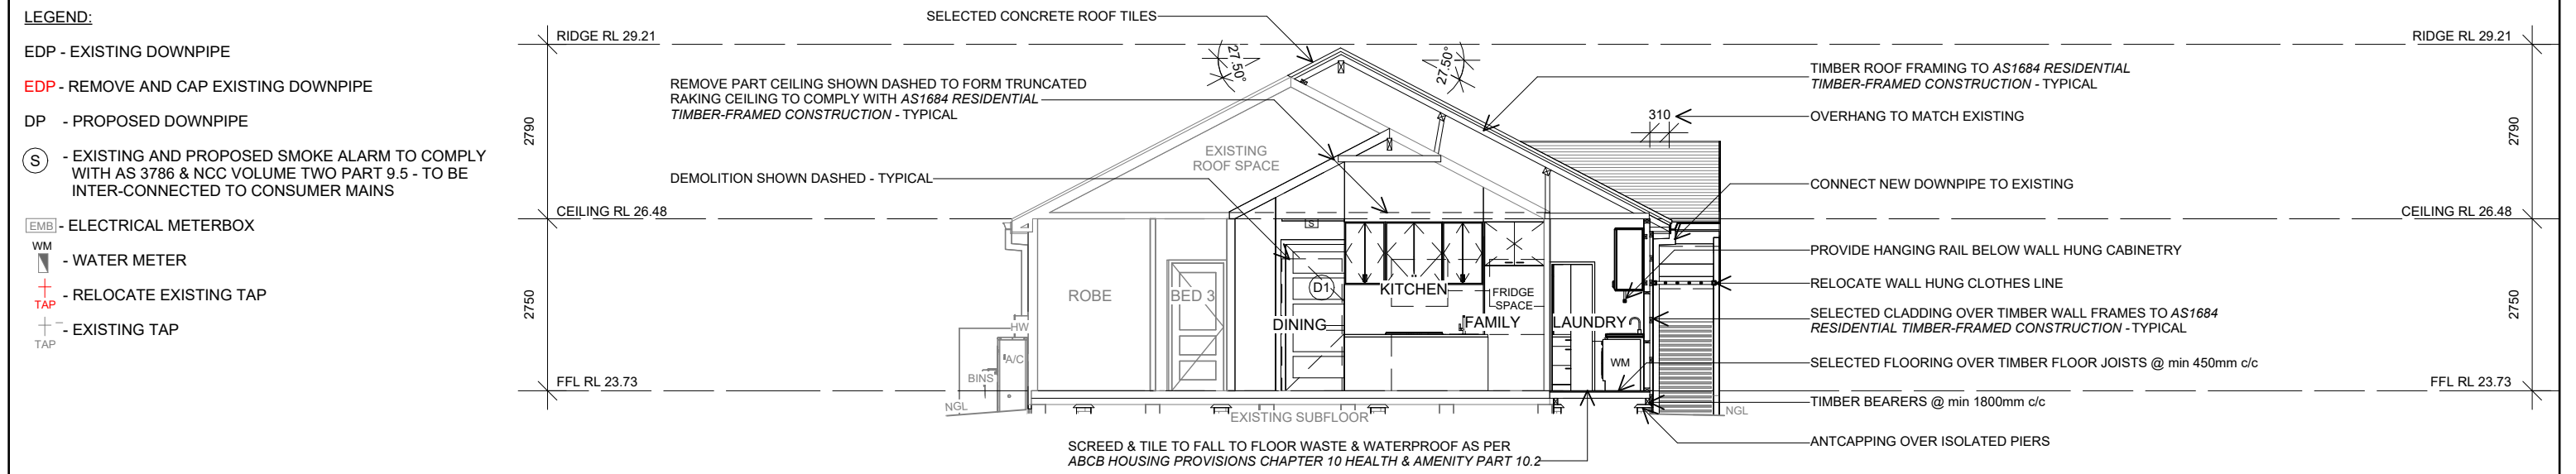 LEGEND:
EDP - EXISTING DOWNPIPE
EDP - REMOVE AND CAP EXISTING DOWNPIPE
DP - PROPOSED DOWNPIPE
S - EXISTING AND PROPOSED SMOKE ALARM TO COMPLY
WITH AS 3786 & NCC VOLUME TWO PART 9.5 - TO BE
INTER-CONNECTED TO CONSUMER MAINS
EMB - ELECTRICAL METERBOX
WM
- WATER METER
- RELOCATE EXISTING TAP
TAP
- EXISTING TAP
TAP
SELECTED CONCRETE ROOF TILES
RIDGE RL 29.21
RIDGE RL 29.21
27.50°
27.50°
REMOVE PART CEILING SHOWN DASHED TO FORM TRUNCATED
RAKING CEILING TO COMPLY WITH AS1684 RESIDENTIAL
TIMBER-FRAMED CONSTRUCTION - TYPICAL
TIMBER ROOF FRAMING TO AS1684 RESIDENTIAL
TIMBER-FRAMED CONSTRUCTION - TYPICAL
310
OVERHANG TO MATCH EXISTING
2790
2790
EXISTING
ROOF SPACE
DEMOLITION SHOWN DASHED - TYPICAL
CONNECT NEW DOWNPIPE TO EXISTING
CEILING RL 26.48
CEILING RL 26.48
S
PROVIDE HANGING RAIL BELOW WALL HUNG CABINETRY
RELOCATE WALL HUNG CLOTHES LINE
ROBE
BED 3
D1
KITCHEN
FRIDGE
SPACE
2750
2750
SELECTED CLADDING OVER TIMBER WALL FRAMES TO AS1684
RESIDENTIAL TIMBER-FRAMED CONSTRUCTION - TYPICAL
HW
DINING
FAMILY
LAUNDRY
A/C
WM
SELECTED FLOORING OVER TIMBER FLOOR JOISTS @ min 450mm c/c
BINS
FFL RL 23.73
FFL RL 23.73
TIMBER BEARERS @ min 1800mm c/c
NGL
NGL
EXISTING SUBFLOOR
ANTCAPPING OVER ISOLATED PIERS
SCREED & TILE TO FALL TO FLOOR WASTE & WATERPROOF AS PER
ABCB HOUSING PROVISIONS CHAPTER 10 HEALTH & AMENITY PART 10.2